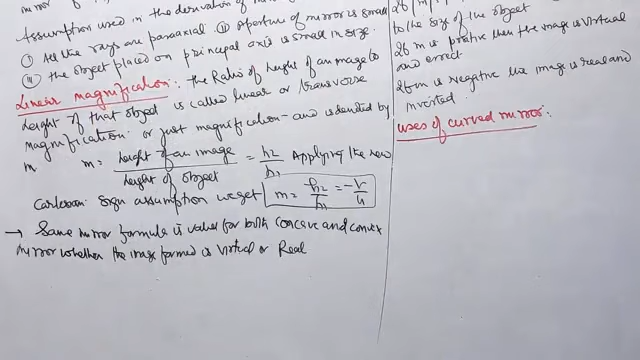 mirror of
Assumption used in the derivation of
(i) All the rays are paraxial (ii) Aperture of mirror is small
(iii) the object placed on principal axis is small in size.
Linear magnification: the Ratio of height of an image to
height of that object is called linear or transverse
magnification or just magnification and is denoted by
m m = height of an image / height of object = h2/h1 Applying the new
Cartesian sign assumption we get m = h2/h1 = -v/u
→ Same mirror formula is valid for both concave and convex
mirror whether the image formed is virtual or Real
to the size of the object
If m is positive then the image is virtual
and erect
If m is negative the image is real and
inverted.
uses of curved mirror: